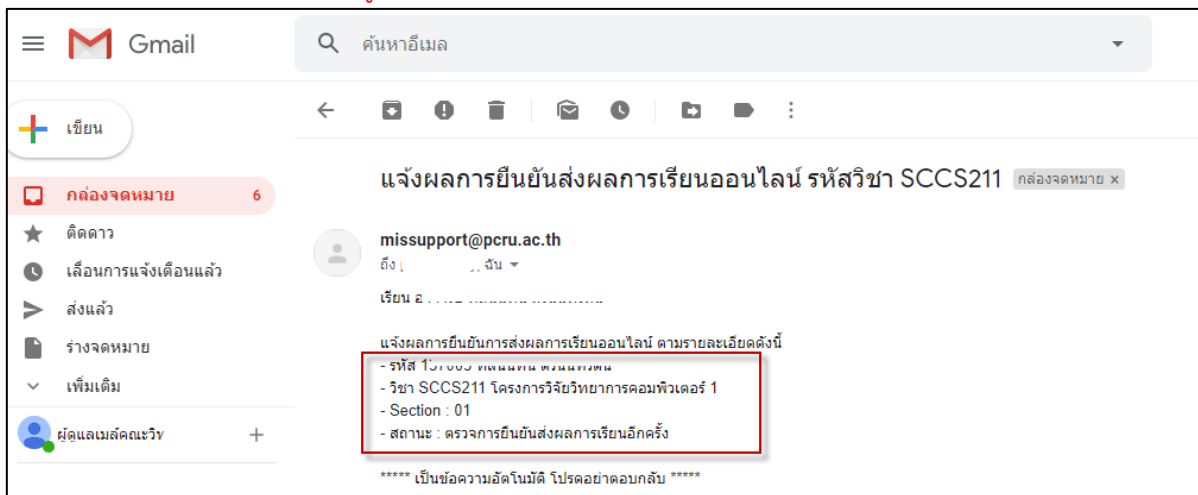 Gmail
ค้นหาอีเมล
เขียน
กล่องจดหมาย 6
ติดดาว
เลื่อนการแจ้งเตือนแล้ว
ส่งแล้ว
ร่างจดหมาย
เพิ่มเติม
ผู้ดูแลเมล์คณะวิท
แจ้งผลการยืนยันส่งผลการเรียนออนไลน์ รหัสวิชา SCCS211 กล่องจดหมาย x
missupport@pcru.ac.th
ถึง ฉัน
เรียน
แจ้งผลการยืนยันการส่งผลการเรียนออนไลน์ ตามรายละเอียดดังนี้
- รหัส
- วิชา SCCS211 โครงการวิจัยวิทยาการคอมพิวเตอร์ 1
- Section : 01
- สถานะ : ตรวจการยืนยันส่งผลการเรียนอีกครั้ง
***** เป็นข้อความอัตโนมัติ โปรดอย่าตอบกลับ *****